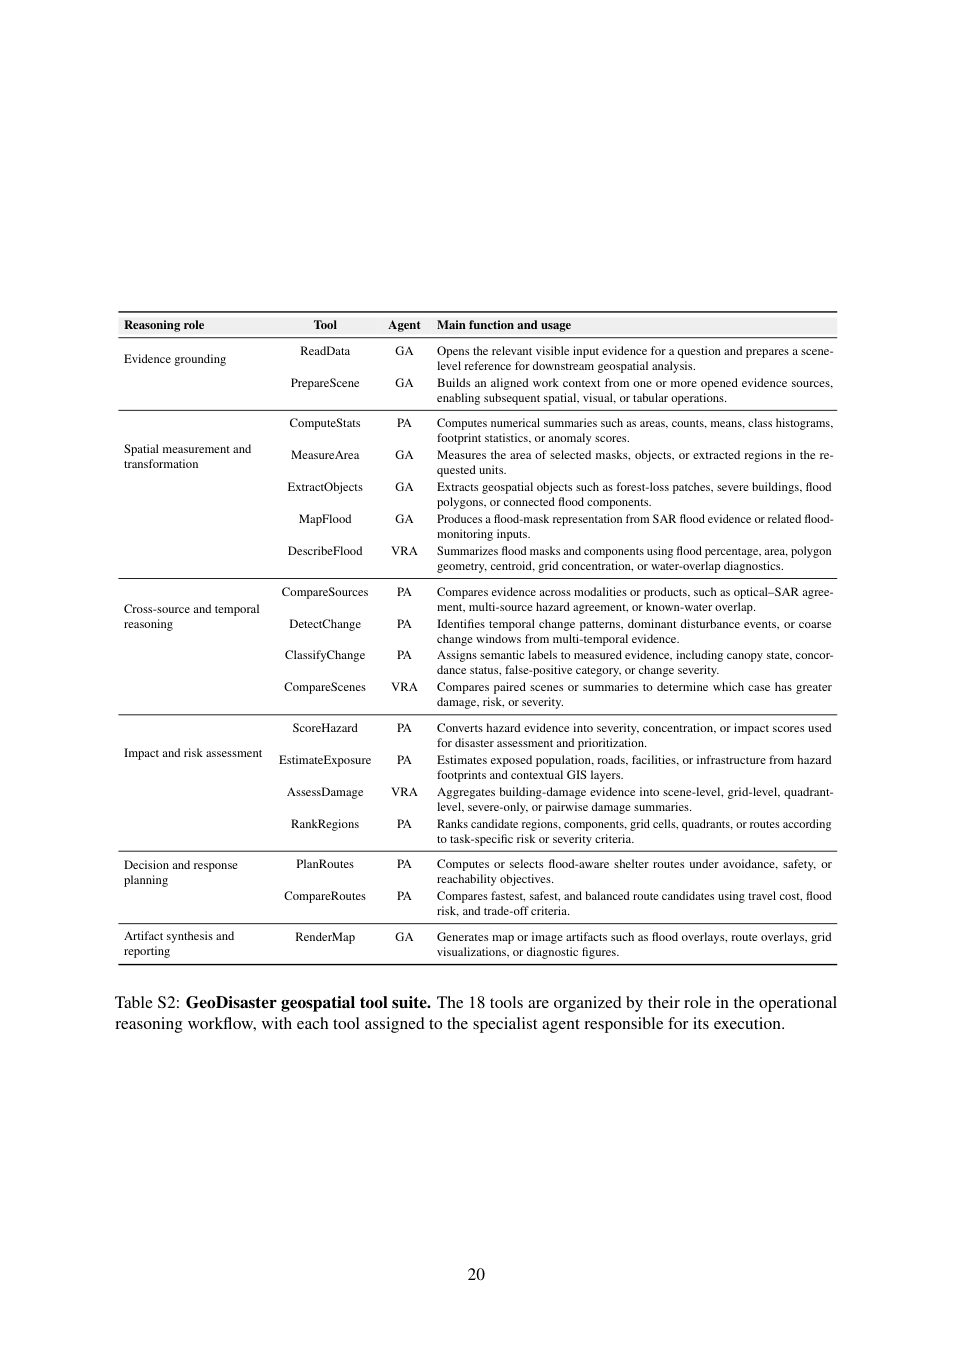 Reasoning role Tool Agent Main function and usage
Evidence grounding
ReadData GA Opens the relevant visible input evidence for a question and prepares a scene-
level reference for downstream geospatial analysis.
PrepareScene GA Builds an aligned work context from one or more opened evidence sources,
enabling subsequent spatial, visual, or tabular operations.
Spatial measurement and
transformation
ComputeStats PA Computes numerical summaries such as areas, counts, means, class histograms,
footprint statistics, or anomaly scores.
MeasureArea GA Measures the area of selected masks, objects, or extracted regions in the re-
quested units.
ExtractObjects GA Extracts geospatial objects such as forest-loss patches, severe buildings, flood
polygons, or connected flood components.
MapFlood GA Produces a flood-mask representation from SAR flood evidence or related flood-
monitoring inputs.
DescribeFlood VRA Summarizes flood masks and components using flood percentage, area, polygon
geometry, centroid, grid concentration, or water-overlap diagnostics.
Cross-source and temporal
reasoning
CompareSources PA Compares evidence across modalities or products, such as optical–SAR agree-
ment, multi-source hazard agreement, or known-water overlap.
DetectChange PA Identifies temporal change patterns, dominant disturbance events, or coarse
change windows from multi-temporal evidence.
ClassifyChange PA Assigns semantic labels to measured evidence, including canopy state, concor-
dance status, false-positive category, or change severity.
CompareScenes VRA Compares paired scenes or summaries to determine which case has greater
damage, risk, or severity.
Impact and risk assessment
ScoreHazard PA Converts hazard evidence into severity, concentration, or impact scores used
for disaster assessment and prioritization.
EstimateExposure PA Estimates exposed population, roads, facilities, or infrastructure from hazard
footprints and contextual GIS layers.
AssessDamage VRA Aggregates building-damage evidence into scene-level, grid-level, quadrant-
level, severe-only, or pairwise damage summaries.
RankRegions PA Ranks candidate regions, components, grid cells, quadrants, or routes according
to task-specific risk or severity criteria.
Decision and response
planning
PlanRoutes PA Computes or selects flood-aware shelter routes under avoidance, safety, or
reachability objectives.
CompareRoutes PA Compares fastest, safest, and balanced route candidates using travel cost, flood
risk, and trade-off criteria.
Artifact synthesis and
reporting
RenderMap GA Generates map or image artifacts such as flood overlays, route overlays, grid
visualizations, or diagnostic figures.
Table S2: GeoDisaster geospatial tool suite. The 18 tools are organized by their role in the operational
reasoning workflow, with each tool assigned to the specialist agent responsible for its execution.
20